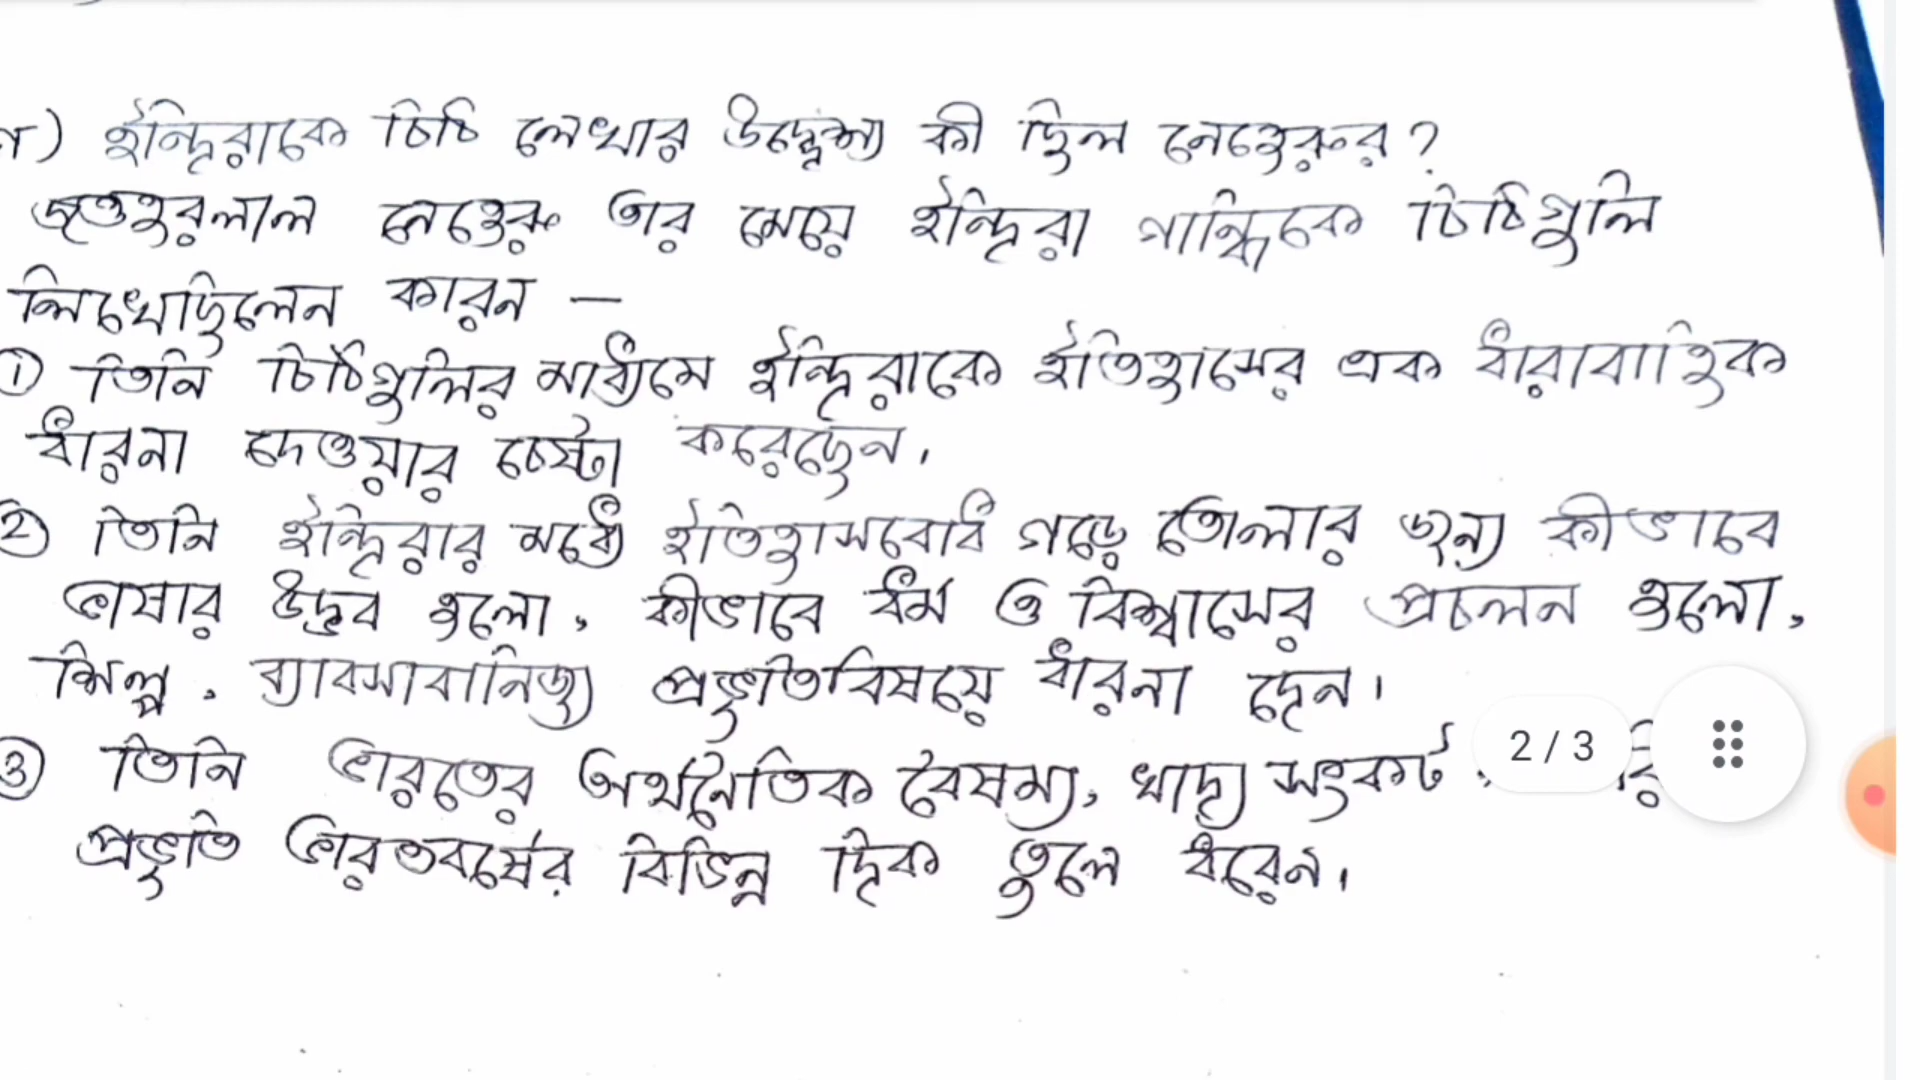 ) ইন্দিরাকে চিঠি লেখার উদ্দেশ্য কী ছিল নেহেরুর?
জওহরলাল নেহেরু তার মেয়ে ইন্দিরা গান্ধিকে চিঠিগুলি
লিখেছিলেন কারন —
① তিনি চিঠিগুলির মাধ্যমে ইন্দিরাকে ইতিহাসের এক ধারাবাহিক
ধারনা দেওয়ার চেষ্টা করেছেন।
② তিনি ইন্দিরার মধ্যে ইতিহাসবোধ গড়ে তোলার জন্য কীভাবে
ভাষার উদ্ভব হলো, কীভাবে ধর্ম ও বিশ্বাসের প্রচলন হলো,
শিল্প, ব্যাবসাবানিজ্য প্রভৃতিবিষয়ে ধারনা দেন।
③ তিনি ভারতের অর্থনৈতিক বৈষম্য, খাদ্য সংকট
2 / 3
প্রভৃতি ভারতবর্ষের বিভিন্ন দিক তুলে ধরেন।